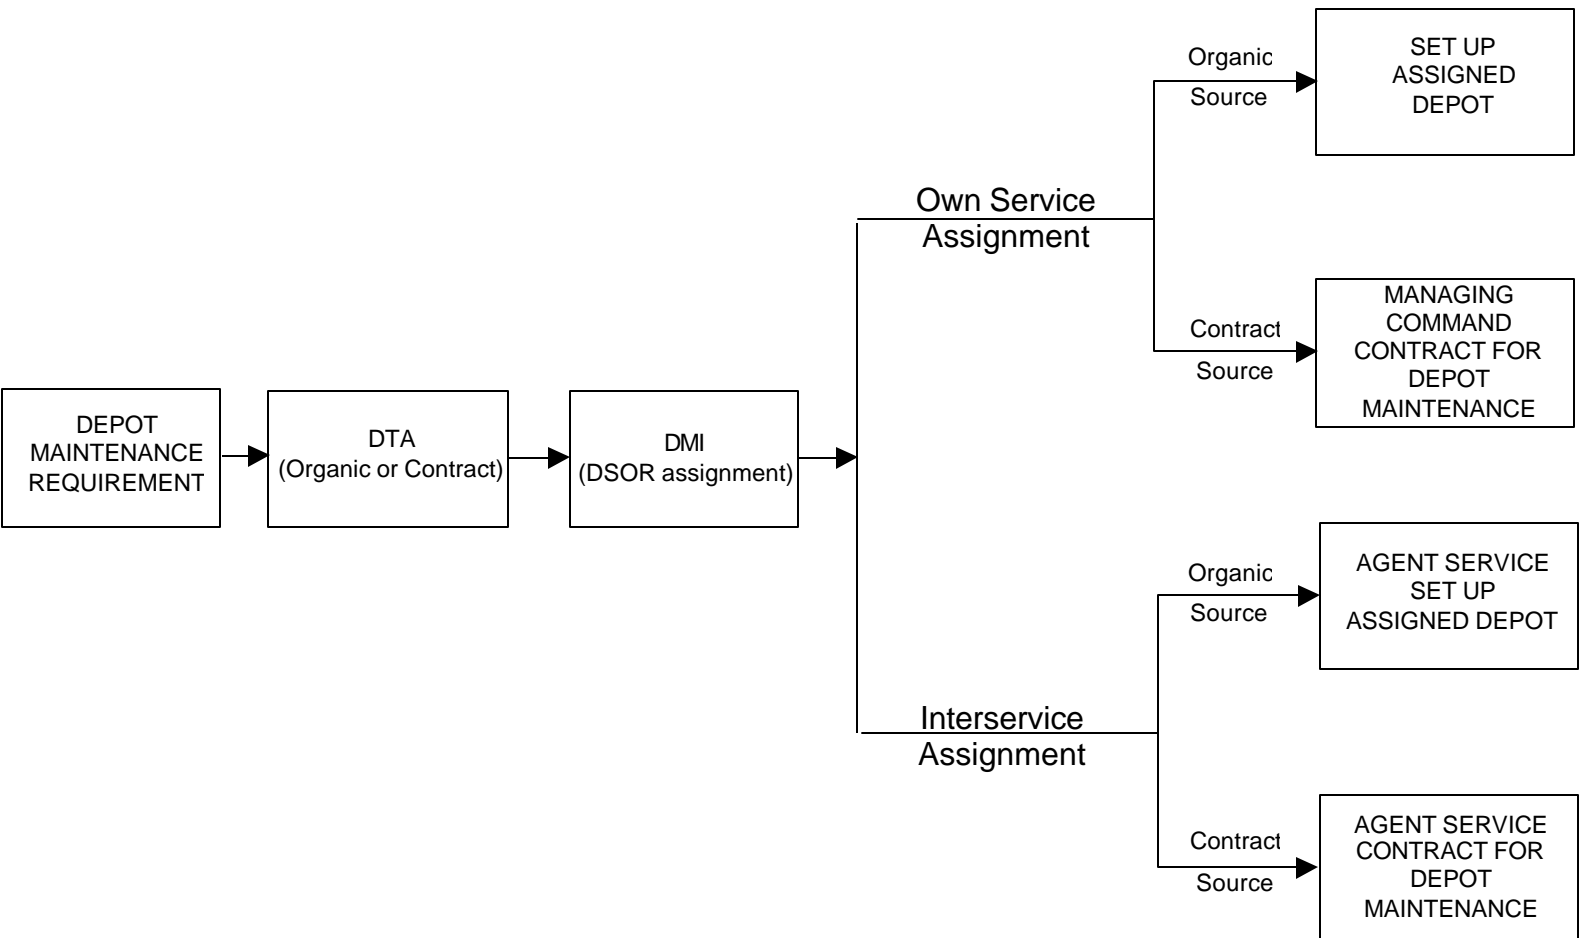 DEPOT
MAINTENANCE
REQUIREMENT
DTA
(Organic or Contract)
DMI
(DSOR assignment)
Own Service
Assignment
Organic
Source
SET UP
ASSIGNED
DEPOT
Contract
Source
MANAGING
COMMAND
CONTRACT FOR
DEPOT
MAINTENANCE
Interservice
Assignment
Organic
Source
AGENT SERVICE
SET UP
ASSIGNED DEPOT
Contract
Source
AGENT SERVICE
CONTRACT FOR
DEPOT
MAINTENANCE